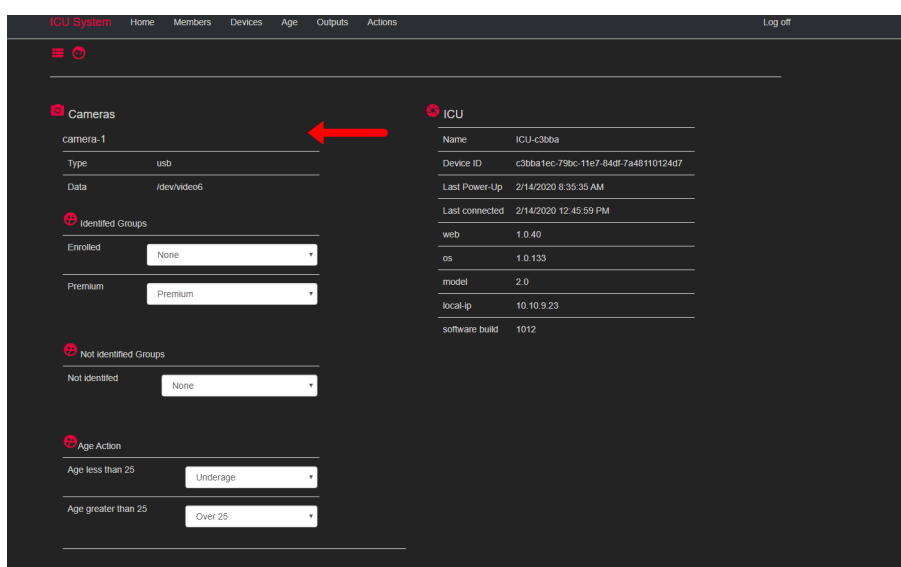 ICU System Home Members Devices Age Outputs Actions Log off
Cameras
camera-1
Type usb
Data /dev/video6
Identifed Groups
Enrolled None
Premium Premium
Not identified Groups
Not identifed None
Age Action
Age less than 25 Underage
Age greater than 25 Over 25
ICU
Name ICU-c3bba
Device ID c3bba1ec-79bc-11e7-84df-7a48110124d7
Last Power-Up 2/14/2020 8:35:35 AM
Last connected 2/14/2020 12:45:59 PM
web 1.0.40
os 1.0.133
model 2.0
local-ip 10.10.9.23
software build 1012